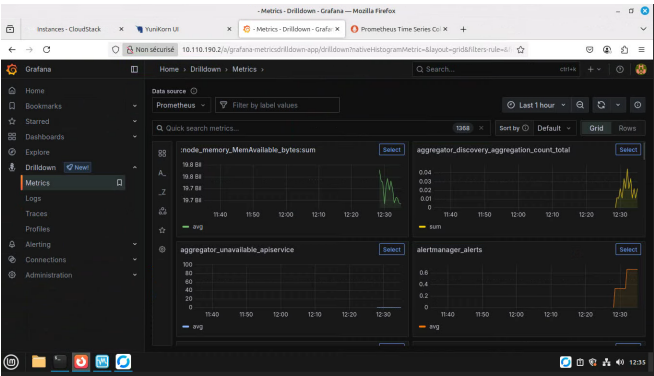 - Metrics - Drilldown - Grafana — Mozilla Firefox
Instances - CloudStack
YuniKorn UI
- Metrics - Drilldown - Grafa
Prometheus Time Series Co
Non sécurisé
10.110.190.2/a/grafana-metricsdrilldown-app/drilldown?nativeHistogramMetric=&layout=grid&filters-rule=&
Grafana
Home > Drilldown > Metrics >
Search...
ctrl+k
Home
Bookmarks
Starred
Dashboards
Explore
Drilldown
New!
Metrics
Logs
Traces
Profiles
Alerting
Connections
Administration
Data source
Prometheus
Filter by label values
Last 1 hour
Quick search metrics...
1368
Sort by
Default
Grid
Rows
:node_memory_MemAvailable_bytes:sum
Select
19.8 Bil
19.8 Bil
19.7 Bil
19.7 Bil
11:40 11:50 12:00 12:10 12:20 12:30
avg
aggregator_discovery_aggregation_count_total
Select
0.04
0.03
0.02
0.01
0
11:40 11:50 12:00 12:10 12:20 12:30
sum
aggregator_unavailable_apiservice
Select
100
80
60
40
20
0
11:40 11:50 12:00 12:10 12:20 12:30
avg
alertmanager_alerts
Select
0.6
0.4
0.2
0
11:40 11:50 12:00 12:10 12:20 12:30
avg
12:35